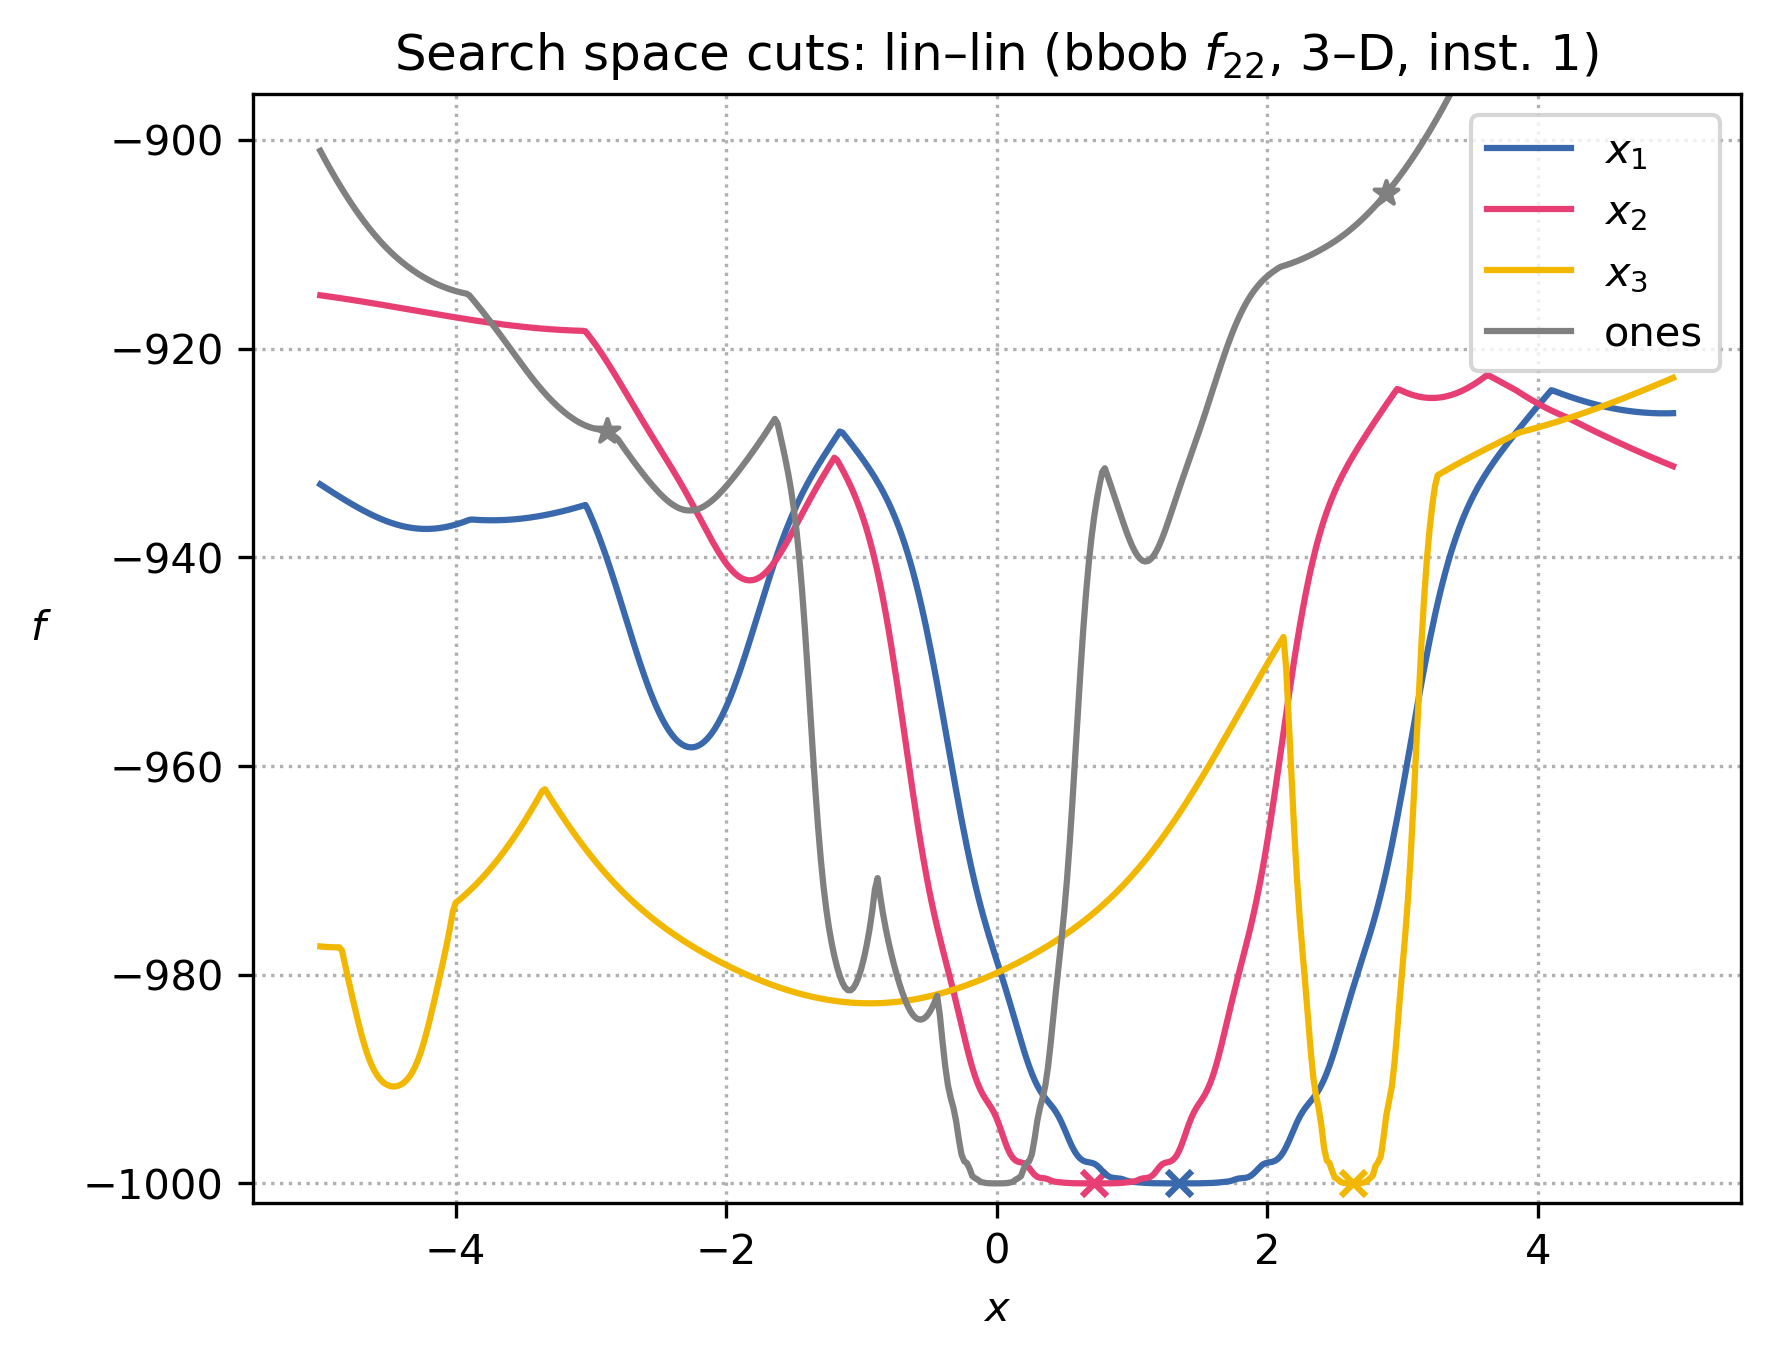 Search space cuts: lin–lin (bbob f₂₂, 3–D, inst. 1)
−900
−920
−940
−960
−980
−1000
f
x₁
x₂
x₃
ones
−4
−2
0
2
4
x